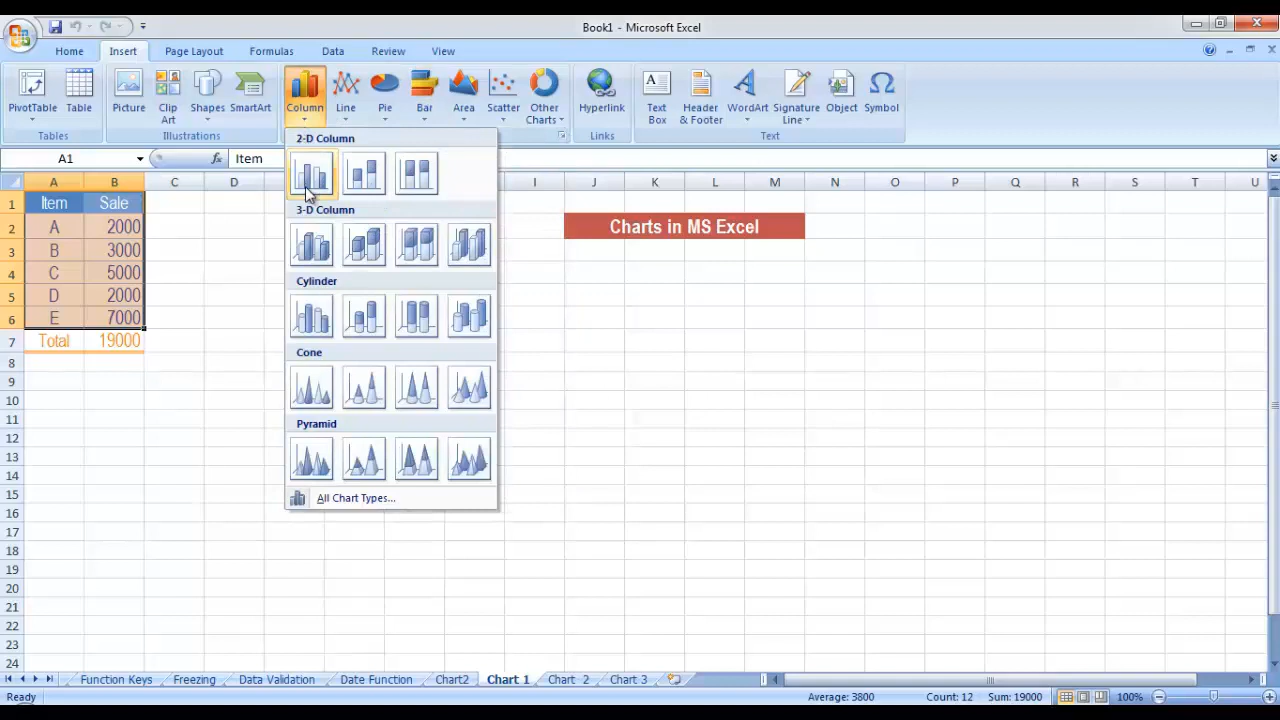 Book1 - Microsoft Excel
Home Insert Page Layout Formulas Data Review View
PivotTable Table Picture Clip Art Shapes SmartArt Column Line Pie Bar Area Scatter Other Charts Hyperlink Text Box Header & Footer WordArt Signature Line Object Symbol
Tables Illustrations Links Text
A1 fx Item
2-D Column
3-D Column
Cylinder
Cone
Pyramid
All Chart Types...
A B C D I J K L M N O P Q R S T U
1 Item Sale
2 A 2000 Charts in MS Excel
3 B 3000
4 C 5000
5 D 2000
6 E 7000
7 Total 19000
8
9
10
11
12
13
14
15
16
17
18
19
20
21
22
23
24
Function Keys Freezing Data Validation Date Function Chart2 Chart 1 Chart 2 Chart 3
Ready Average: 3800 Count: 12 Sum: 19000 100%